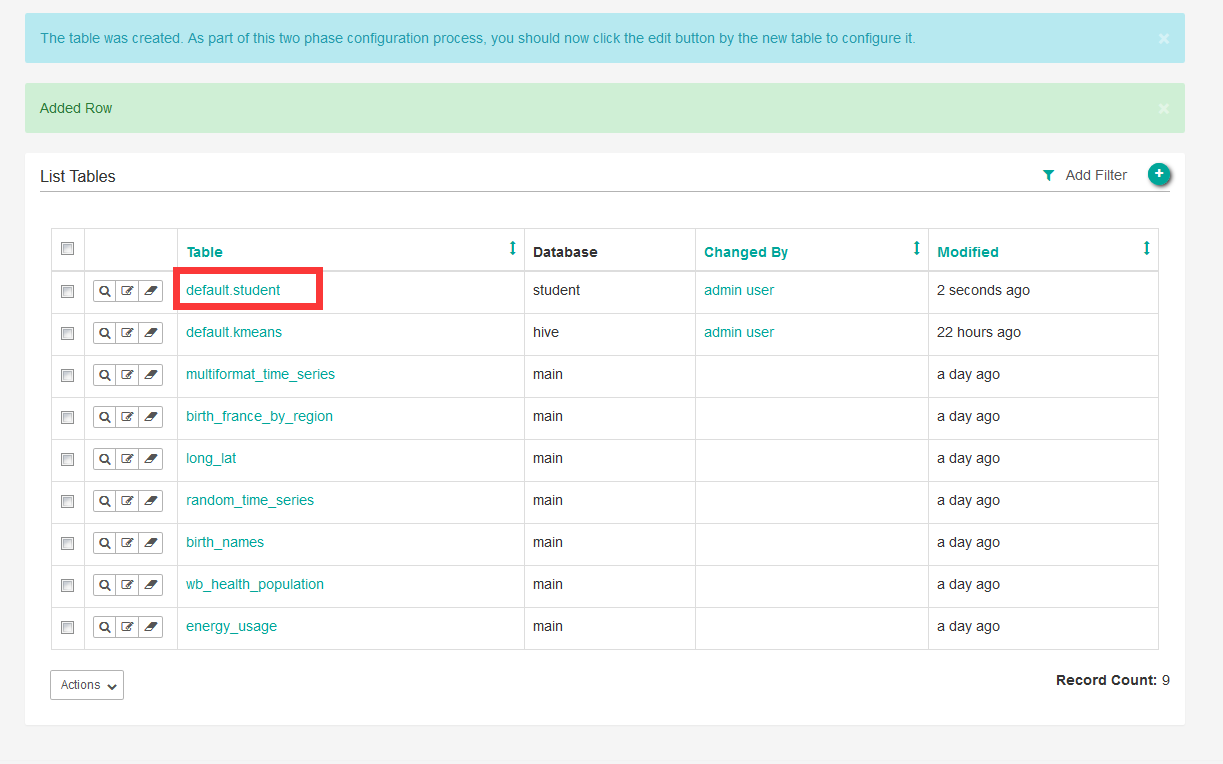 The table was created. As part of this two phase configuration process, you should now click the edit button by the new table to configure it. ×
Added Row ×
List Tables Add Filter
Table Database Changed By Modified
default.student student admin user 2 seconds ago
default.kmeans hive admin user 22 hours ago
multiformat_time_series main a day ago
birth_france_by_region main a day ago
long_lat main a day ago
random_time_series main a day ago
birth_names main a day ago
wb_health_population main a day ago
energy_usage main a day ago
Actions Record Count: 9